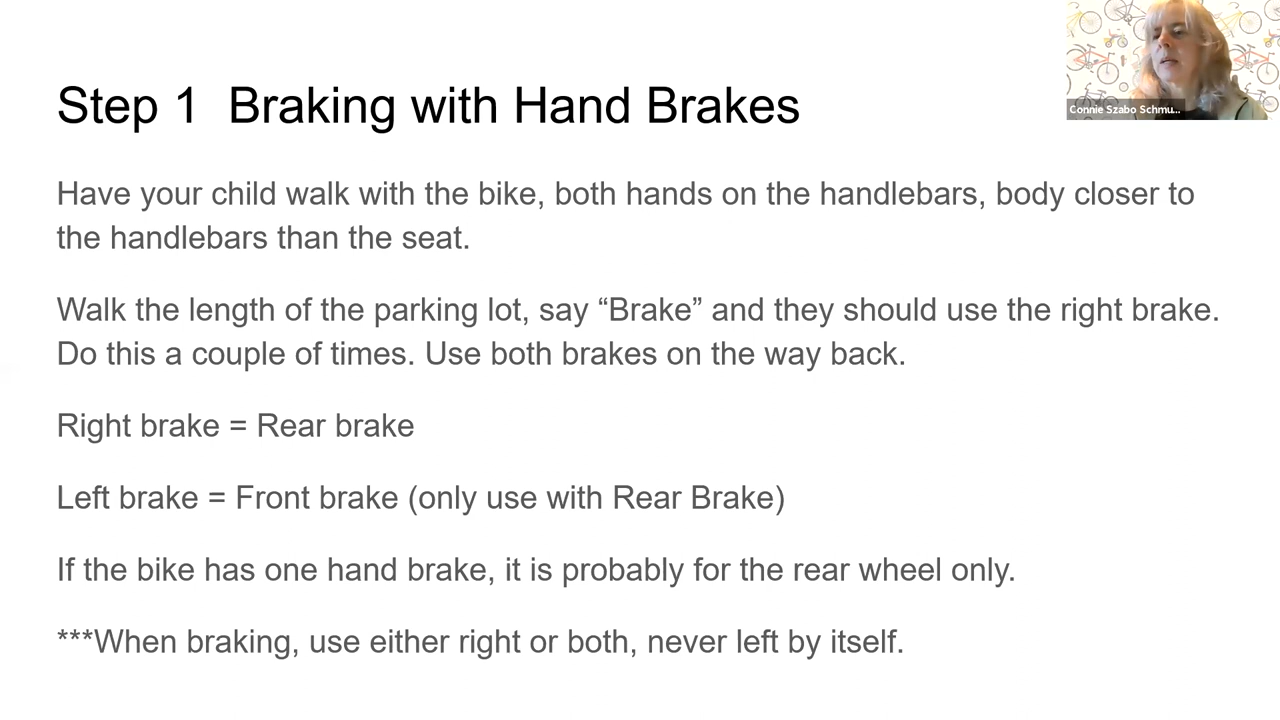 Step 1 Braking with Hand Brakes
Connie Szabo Schmu...
Have your child walk with the bike, both hands on the handlebars, body closer to
the handlebars than the seat.
Walk the length of the parking lot, say “Brake” and they should use the right brake.
Do this a couple of times. Use both brakes on the way back.
Right brake = Rear brake
Left brake = Front brake (only use with Rear Brake)
If the bike has one hand brake, it is probably for the rear wheel only.
***When braking, use either right or both, never left by itself.